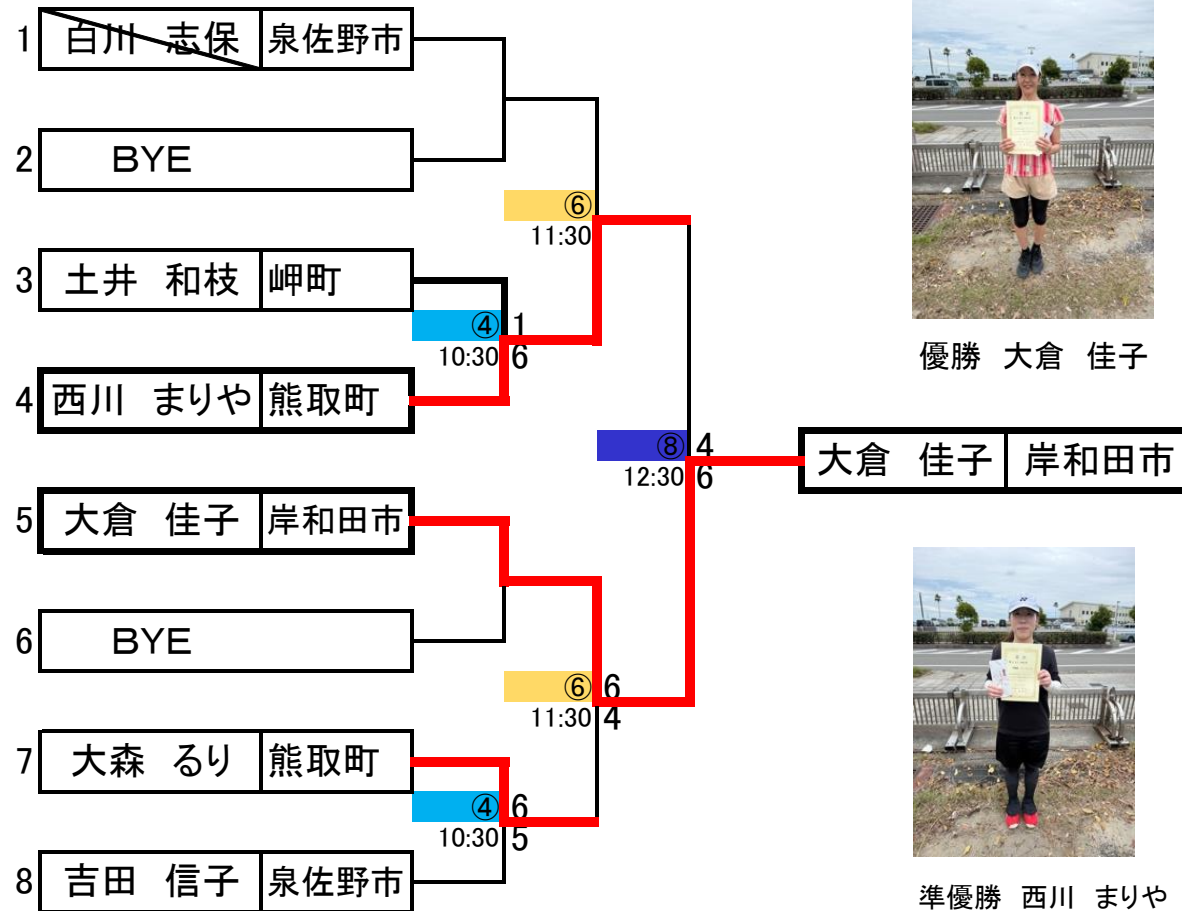 1 白川 志保 泉佐野市
2 BYE
⑥
11:30
3 土井 和枝 岬町
④ 1
10:30 6
4 西川 まりや 熊取町
⑧ 4
12:30 6
5 大倉 佳子 岸和田市
6 BYE
⑥ 6
11:30 4
7 大森 るり 熊取町
④ 6
10:30 5
8 吉田 信子 泉佐野市
優勝 大倉 佳子
大倉 佳子 岸和田市
準優勝 西川 まりや